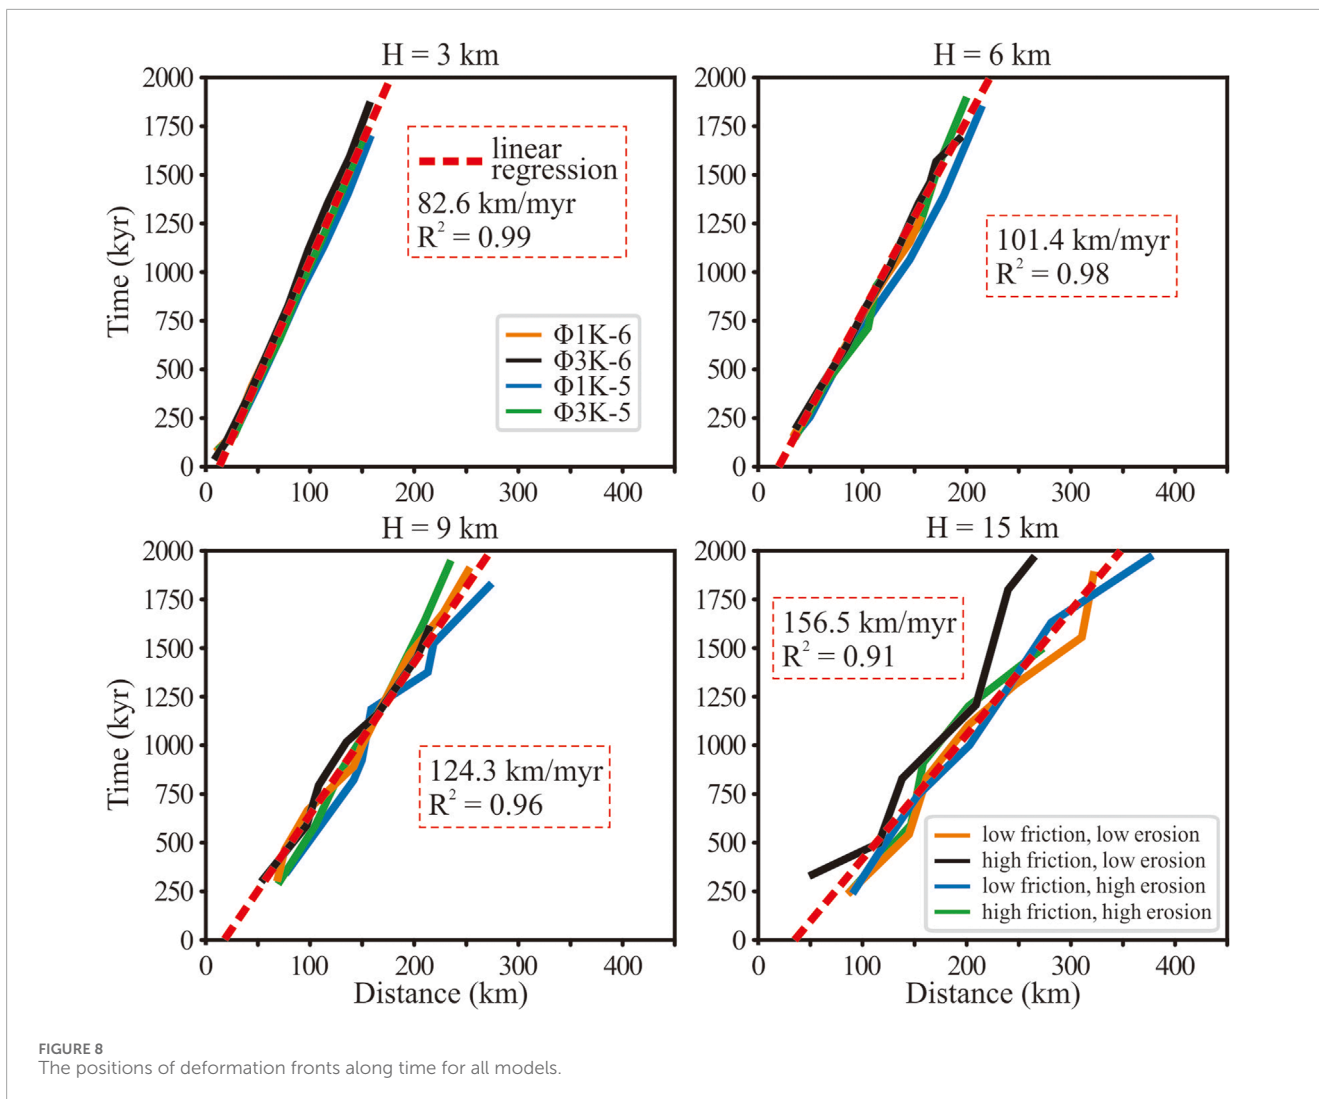 H = 3 km
2000
1750
1500
1250
1000
750
500
250
0
Time (kyr)
linear
regression
82.6 km/myr
R² = 0.99
Φ1K-6
Φ3K-6
Φ1K-5
Φ3K-5
0 100 200 300 400
H = 6 km
2000
1750
1500
1250
1000
750
500
250
0
101.4 km/myr
R² = 0.98
0 100 200 300 400
H = 9 km
2000
1750
1500
1250
1000
750
500
250
0
Time (kyr)
124.3 km/myr
R² = 0.96
0 100 200 300 400
Distance (km)
H = 15 km
2000
1750
1500
1250
1000
750
500
250
0
156.5 km/myr
R² = 0.91
low friction, low erosion
high friction, low erosion
low friction, high erosion
high friction, high erosion
0 100 200 300 400
Distance (km)
FIGURE 8
The positions of deformation fronts along time for all models.